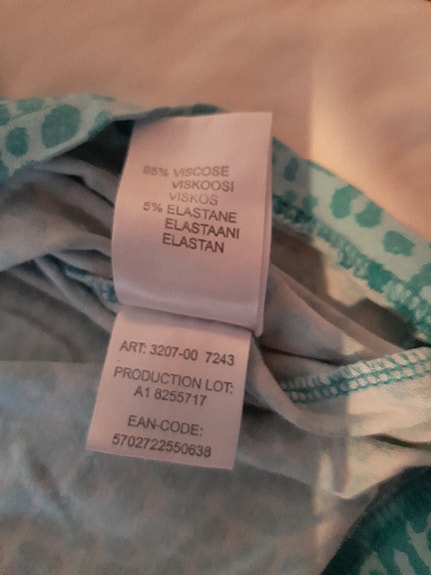 95% VISCOSE
VISKOOSI
VISKOS
5% ELASTANE
ELASTAANI
ELASTAN
ART: 3207-00 7243
PRODUCTION LOT:
A1 8255717
EAN-CODE:
5702722550638